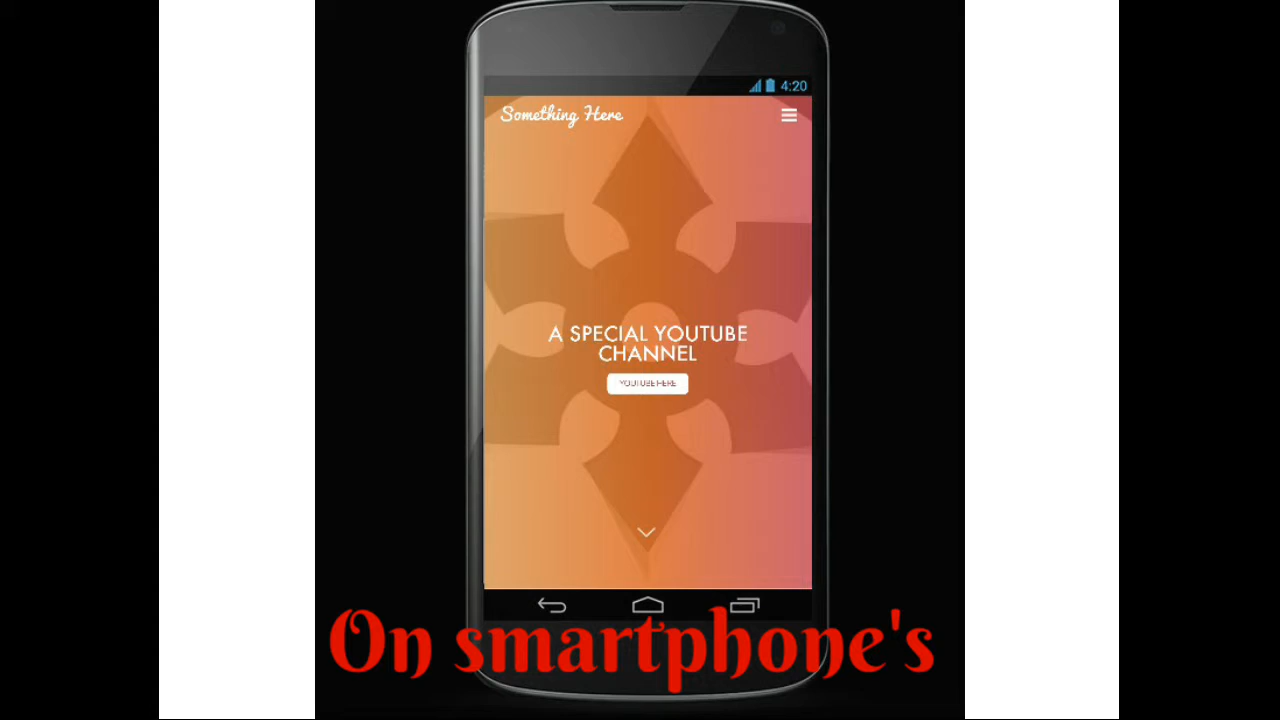 4:20
Something Here
A SPECIAL YOUTUBE
CHANNEL
YOUTUBE HERE
On smartphone's